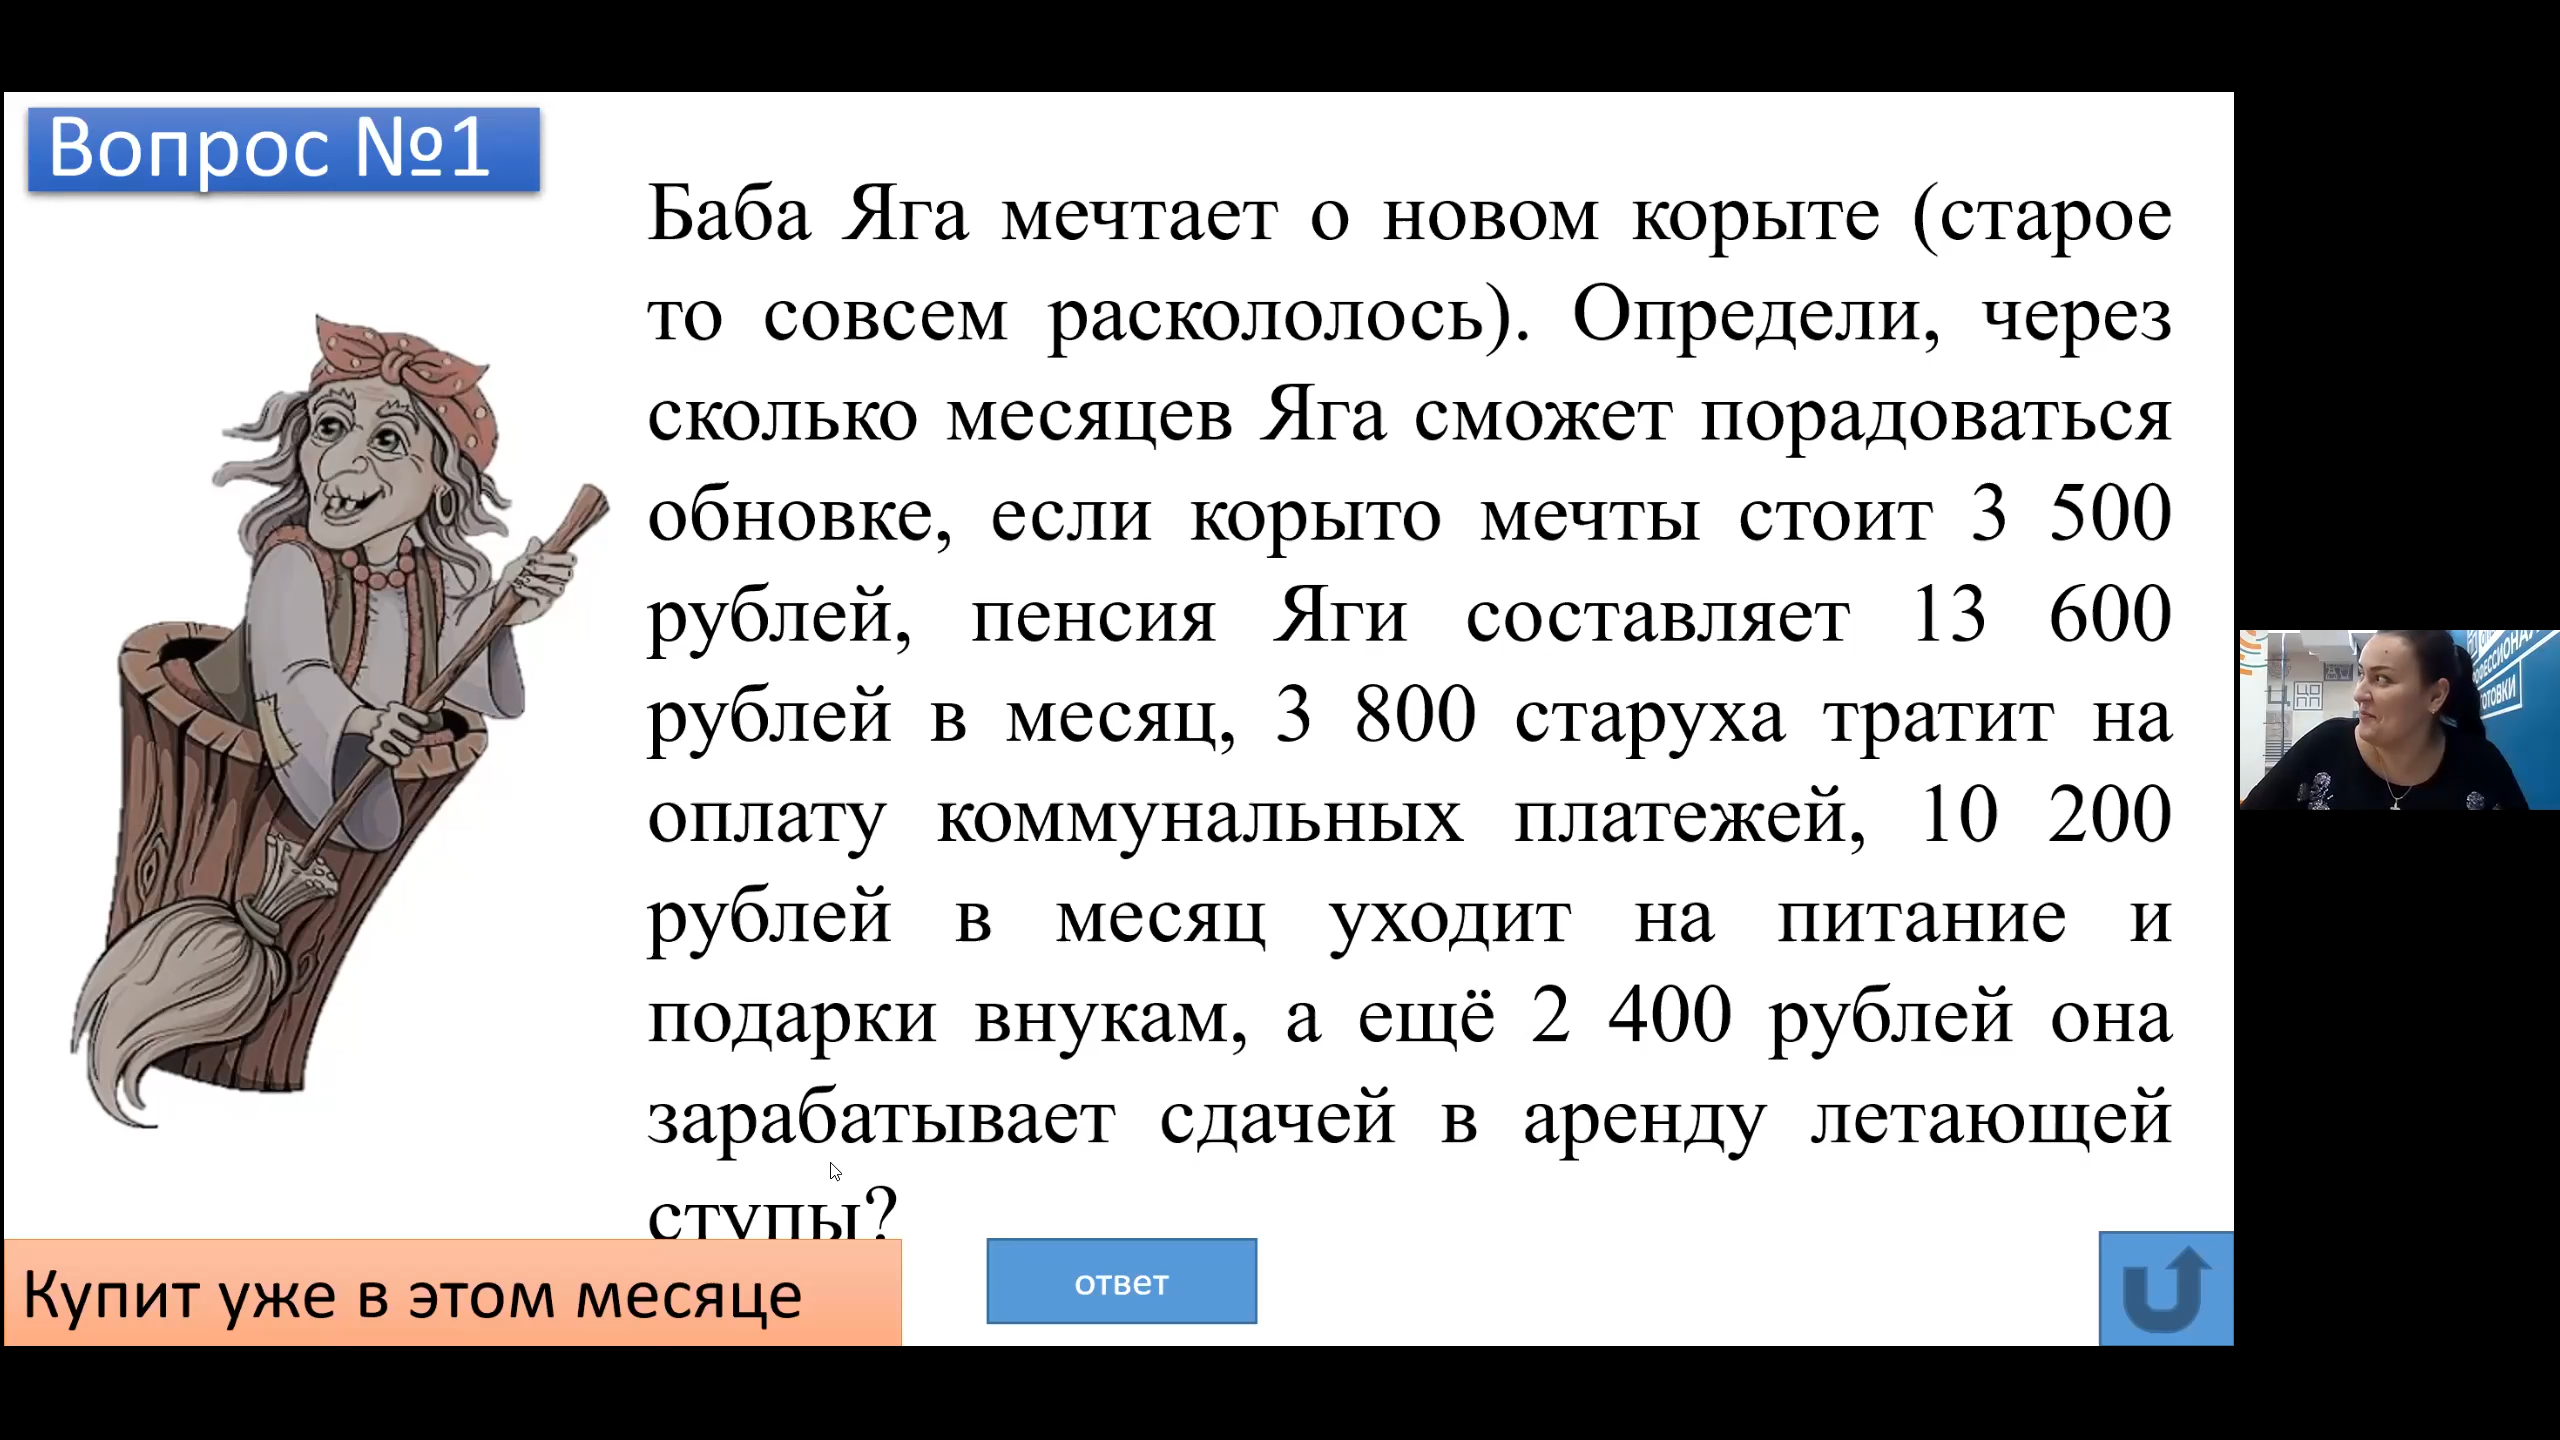 Вопрос №1
Баба Яга мечтает о новом корыте (старое
то совсем раскололось). Определи, через
сколько месяцев Яга сможет порадоваться
обновке, если корыто мечты стоит 3 500
рублей, пенсия Яги составляет 13 600
рублей в месяц, 3 800 старуха тратит на
оплату коммунальных платежей, 10 200
рублей в месяц уходит на питание и
подарки внукам, а ещё 2 400 рублей она
зарабатывает сдачей в аренду летающей
ступы?
Купит уже в этом месяце
ответ